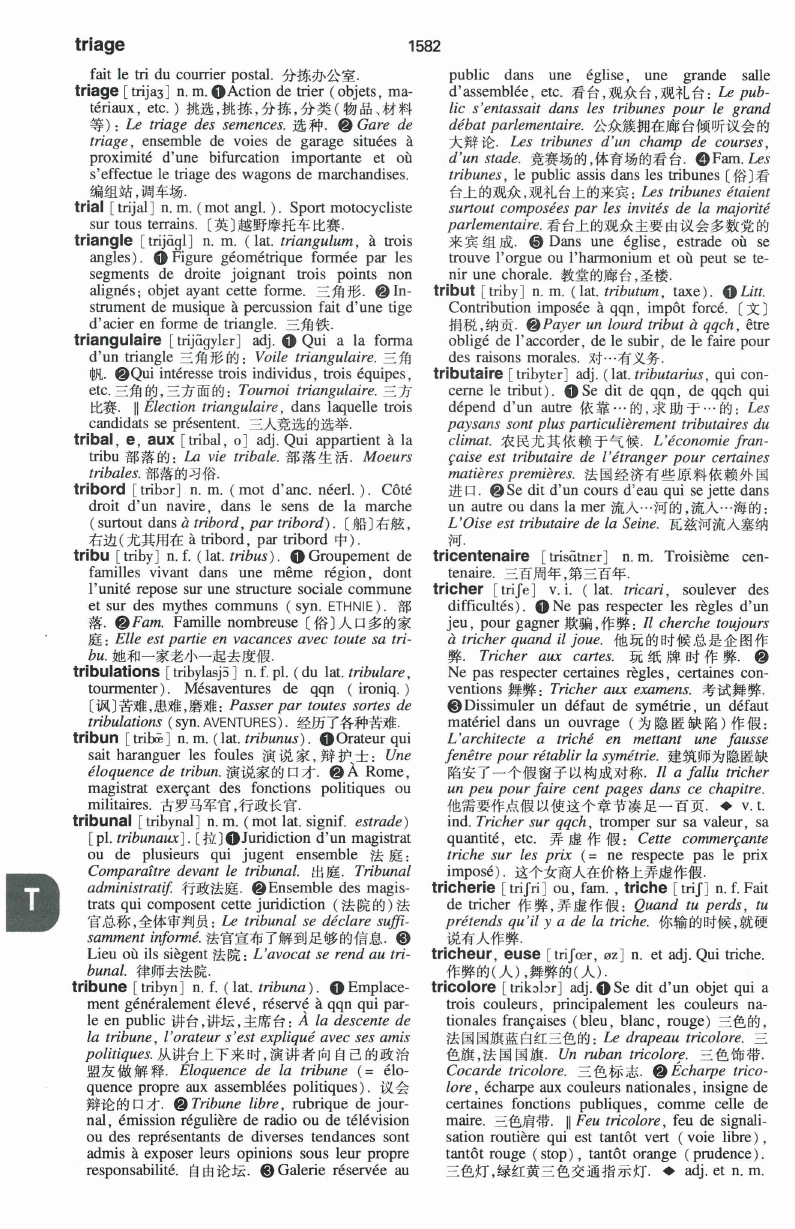 triage
1582
fait le tri du courrier postal. 分拣办公室.
triage [ trijaʒ] n. m. ❶Action de trier (objets, ma-
tériaux, etc. ) 挑选,挑拣,分拣,分类(物品、材料
等): Le triage des semences. 选种. ❷ Gare de
triage, ensemble de voies de garage situées à
proximité d'une bifurcation importante et où
s'effectue le triage des wagons de marchandises.
编组站,调车场.
trial [trijal] n. m. (mot angl. ). Sport motocycliste
sur tous terrains. [英]越野摩托车比赛.
triangle [trijɑ̃gl] n. m. ( lat. triangulum, à trois
angles). ❶ Figure géométrique formée par les
segments de droite joignant trois points non
alignés; objet ayant cette forme. 三角形. ❷ In-
strument de musique à percussion fait d'une tige
d'acier en forme de triangle. 三角铁.
triangulaire [trijɑ̃gylɛr] adj. ❶ Qui a la forma
d'un triangle 三角形的: Voile triangulaire. 三角
帆. ❷Qui intéresse trois individus, trois équipes,
etc. 三角的,三方面的: Tournoi triangulaire. 三方
比赛. ‖ Élection triangulaire, dans laquelle trois
candidats se présentent. 三人竞选的选举.
tribal, e, aux [tribal, o] adj. Qui appartient à la
tribu 部落的: La vie tribale. 部落生活. Moeurs
tribales. 部落的习俗.
tribord [tribɔr] n. m. ( mot d'anc. néerl. ). Côté
droit d'un navire, dans le sens de la marche
(surtout dans à tribord, par tribord). [船]右舷,
右边(尤其用在 à tribord, par tribord 中).
tribu [triby] n. f. (lat. tribus). ❶Groupement de
familles vivant dans une même région, dont
l'unité repose sur une structure sociale commune
et sur des mythes communs (syn. ETHNIE). 部
落. ❷Fam. Famille nombreuse [俗]人口多的家
庭: Elle est partie en vacances avec toute sa tri-
bu. 她和一家老小一起去度假.
tribulations [tribylasjɔ̃] n. f. pl. (du lat. tribulare,
tourmenter). Mésaventures de qqn ( ironiq. )
[讽]苦难,患难,磨难: Passer par toutes sortes de
tribulations (syn. AVENTURES). 经历了各种苦难.
tribun [tribœ̃] n. m. (lat. tribunus). ❶Orateur qui
sait haranguer les foules 演说家,辩护士: Une
éloquence de tribun. 演说家的口才. ❷À Rome,
magistrat exerçant des fonctions politiques ou
militaires. 古罗马军官,行政长官.
tribunal [tribynal] n. m. ( mot lat. signif. estrade)
[pl. tribunaux]. [拉]❶Juridiction d'un magistrat
ou de plusieurs qui jugent ensemble 法庭:
Comparaître devant le tribunal. 出庭. Tribunal
administratif. 行政法庭. ❷Ensemble des magis-
trats qui composent cette juridiction (法院的)法
官总称,全体审判员: Le tribunal se déclare suffi-
samment informé. 法官宣布了解到足够的信息. ❸
Lieu où ils siègent 法院: L'avocat se rend au tri-
bunal. 律师去法院.
tribune [tribyn] n. f. ( lat. tribuna). ❶ Emplace-
ment généralement élevé, réservé à qqn qui par-
le en public 讲台,讲坛,主席台: À la descente de
la tribune, l'orateur s'est expliqué avec ses amis
politiques. 从讲台上下来时,演讲者向自己的政治
盟友做解释. Éloquence de la tribune (= élo-
quence propre aux assemblées politiques). 议会
辩论的口才. ❷Tribune libre, rubrique de jour-
nal, émission régulière de radio ou de télévision
ou des représentants de diverses tendances sont
admis à exposer leurs opinions sous leur propre
responsabilité. 自由论坛. ❸Galerie réservée au
T
public dans une église, une grande salle
d'assemblée, etc. 看台,观众台,观礼台: Le pub-
lic s'entassait dans les tribunes pour le grand
débat parlementaire. 公众簇拥在廊台倾听议会的
大辩论. Les tribunes d'un champ de courses,
d'un stade. 竞赛场的,体育场的看台. ❹Fam. Les
tribunes, le public assis dans les tribunes [俗]看
台上的观众,观礼台上的来宾: Les tribunes étaient
surtout composées par les invités de la majorité
parlementaire. 看台上的观众主要由议会多数党的
来宾组成. ❺ Dans une église, estrade où se
trouve l'orgue ou l'harmonium et où peut se te-
nir une chorale. 教堂的廊台,圣楼.
tribut [triby] n. m. (lat. tributum, taxe). ❶Litt.
Contribution imposée à qqn, impôt forcé. [文]
捐税,纳贡. ❷Payer un lourd tribut à qqch, être
obligé de l'accorder, de le subir, de le faire pour
des raisons morales. 对…有义务.
tributaire [tribytɛr] adj. (lat. tributarius, qui con-
cerne le tribut). ❶Se dit de qqn, de qqch qui
dépend d'un autre 依靠…的,求助于…的: Les
paysans sont plus particulièrement tributaires du
climat. 农民尤其依赖于气候. L'économie fran-
çaise est tributaire de l'étranger pour certaines
matières premières. 法国经济有些原料依赖外国
进口. ❷Se dit d'un cours d'eau qui se jette dans
un autre ou dans la mer 流入…河的,流入…海的:
L'Oise est tributaire de la Seine. 瓦兹河流入塞纳
河.
tricentenaire [trisɑ̃tnɛr] n. m. Troisième cen-
tenaire. 三百周年,第三百年.
tricher [triʃe] v. i. ( lat. tricari, soulever des
difficultés). ❶Ne pas respecter les règles d'un
jeu, pour gagner 欺骗,作弊: Il cherche toujours
à tricher quand il joue. 他玩的时候总是企图作
弊. Tricher aux cartes. 玩纸牌时作弊. ❷
Ne pas respecter certaines règles, certaines con-
ventions 舞弊: Tricher aux examens. 考试舞弊.
❸Dissimuler un défaut de symétrie, un défaut
matériel dans un ouvrage (为隐匿缺陷)作假:
L'architecte a triché en mettant une fausse
fenêtre pour rétablir la symétrie. 建筑师为隐匿缺
陷安了一个假窗子以构成对称. Il a fallu tricher
un peu pour faire cent pages dans ce chapitre.
他需要作点假以使这个章节凑足一百页. ◆ v. t.
ind. Tricher sur qqch, tromper sur sa valeur, sa
quantité, etc. 弄虚作假: Cette commerçante
triche sur les prix (= ne respecte pas le prix
imposé). 这个女商人在价格上弄虚作假.
tricherie [triʃri] ou, fam. , triche [triʃ] n. f. Fait
de tricher 作弊,弄虚作假: Quand tu perds, tu
prétends qu'il y a de la triche. 你输的时候,就硬
说有人作弊.
tricheur, euse [triʃœr, øz] n. et adj. Qui triche.
作弊的(人),舞弊的(人).
tricolore [trikɔlɔr] adj. ❶Se dit d'un objet qui a
trois couleurs, principalement les couleurs na-
tionales françaises (bleu, blanc, rouge) 三色的,
法国国旗蓝白红三色的: Le drapeau tricolore. 三
色旗,法国国旗. Un ruban tricolore. 三色饰带.
Cocarde tricolore. 三色标志. ❷ Écharpe trico-
lore, écharpe aux couleurs nationales, insigne de
certaines fonctions publiques, comme celle de
maire. 三色肩带. ‖ Feu tricolore, feu de signali-
sation routière qui est tantôt vert (voie libre),
tantôt rouge (stop), tantôt orange (prudence).
三色灯,绿红黄三色交通指示灯. ◆ adj. et n. m.